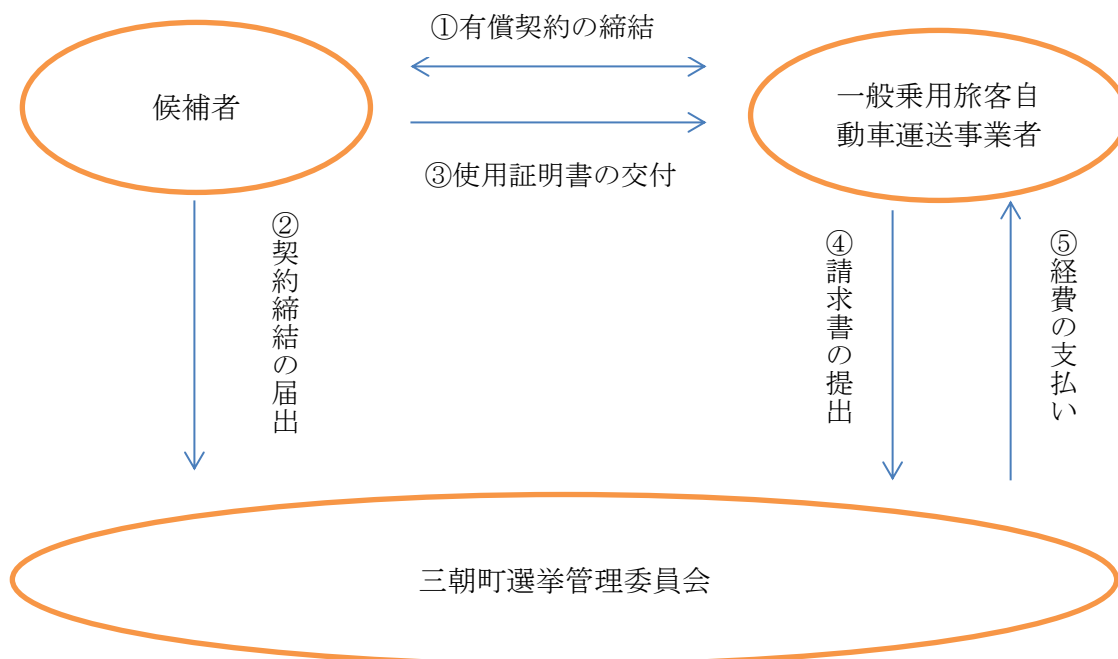 ①有償契約の締結
候補者
一般乗用旅客自
動車運送事業者
③使用証明書の交付
②契約締結の届出
④請求書の提出
⑤経費の支払い
三朝町選挙管理委員会